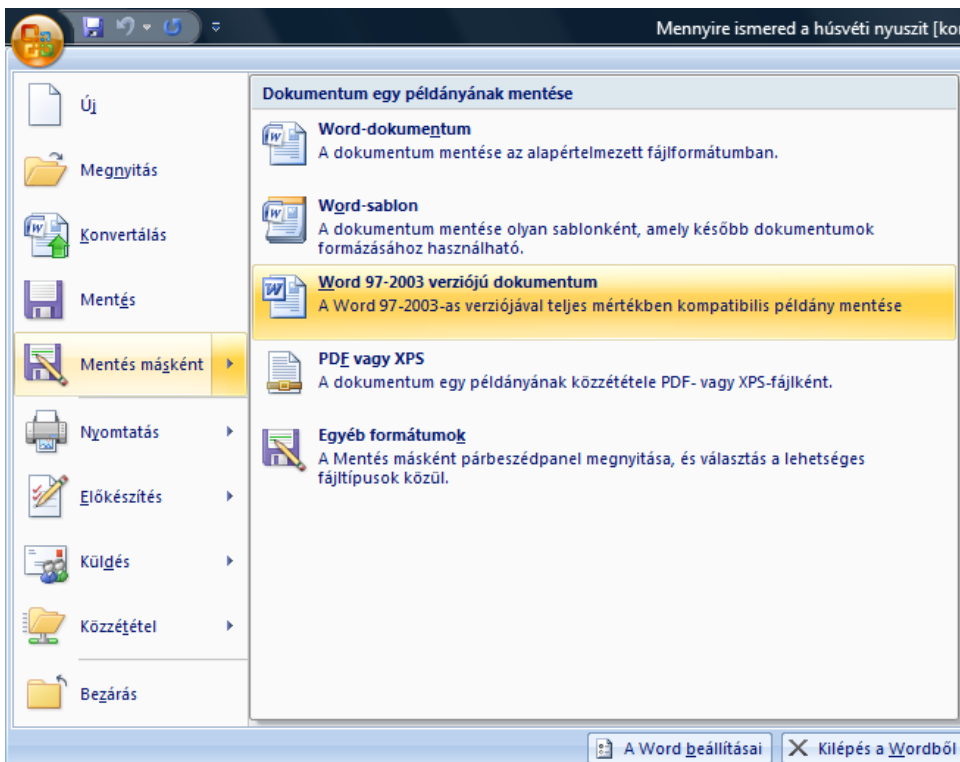 Mennyire ismered a húsvéti nyuszit [kor
Új
Megnyitás
Konvertálás
Mentés
Mentés másként
Nyomtatás
Előkészítés
Küldés
Közzététel
Bezárás
Dokumentum egy példányának mentése
Word-dokumentum
A dokumentum mentése az alapértelmezett fájlformátumban.
Word-sablon
A dokumentum mentése olyan sablonként, amely később dokumentumok
formázásához használható.
Word 97-2003 verziójú dokumentum
A Word 97-2003-as verziójával teljes mértékben kompatibilis példány mentése
PDF vagy XPS
A dokumentum egy példányának közzététele PDF- vagy XPS-fájlként.
Egyéb formátumok
A Mentés másként párbeszédpanel megnyitása, és választás a lehetséges
fájltípusok közül.
A Word beállításai
Kilépés a Wordből